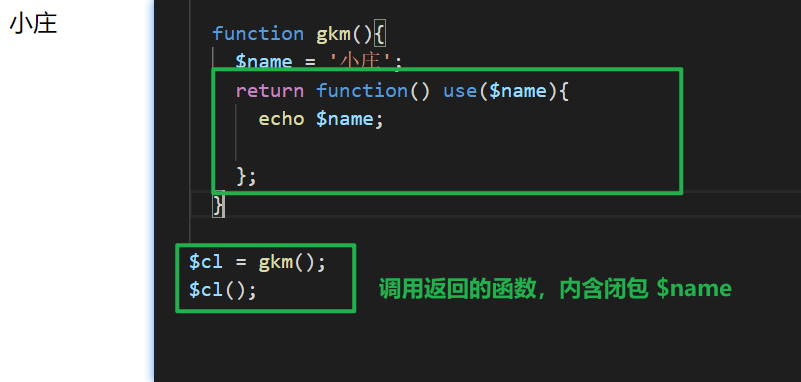 小庄
function gkm(){
$name = '小庄';
return function() use($name){
echo $name;
};
}
$cl = gkm();
$cl();
调用返回的函数，内含闭包 $name